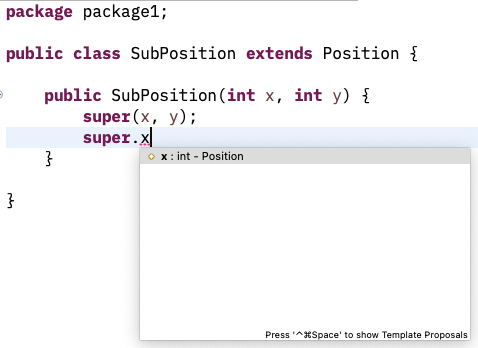 package package1;
public class SubPosition extends Position {
public SubPosition(int x, int y) {
super(x, y);
super.x
x : int - Position
}
}
Press '^⌘Space' to show Template Proposals